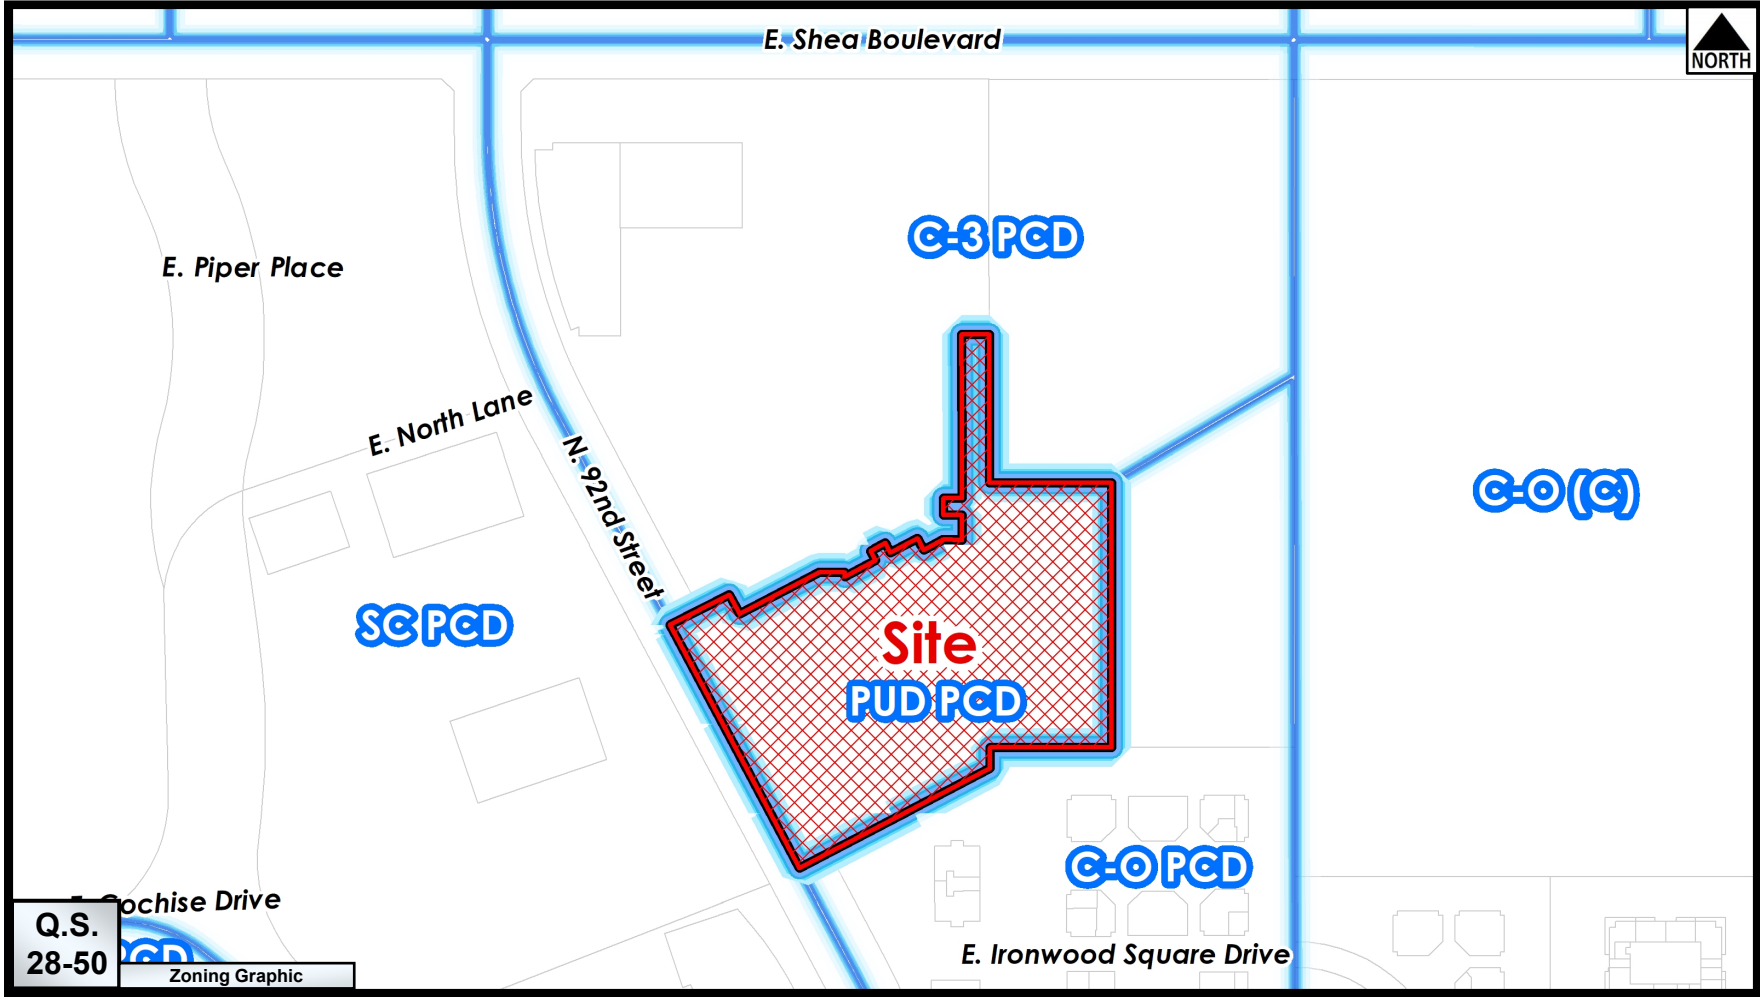 E. Shea Boulevard
NORTH
C-3 PCD
E. Piper Place
E. North Lane
N. 92nd Street
C-O (C)
SC PCD
Site
PUD PCD
C-O PCD
Cochise Drive
Q.S.
28-50
PCD
E. Ironwood Square Drive
Zoning Graphic